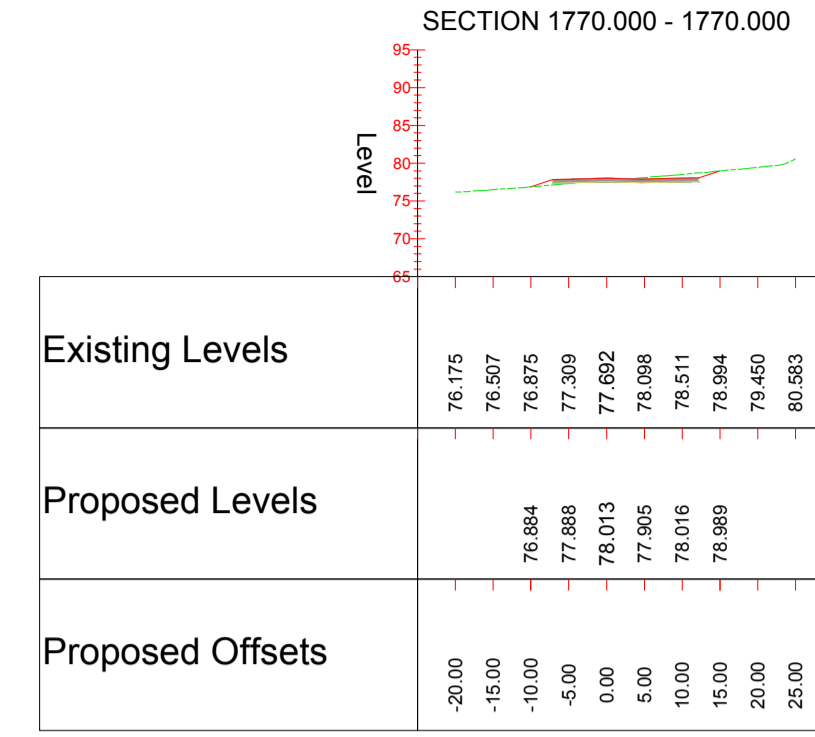 SECTION 1770.000 - 1770.000
95
90
85
80
75
70
65
Level
Existing Levels
76.175 76.507 76.875 77.309 77.692 78.098 78.511 78.994 79.450 80.583
Proposed Levels
76.884 77.888 78.013 77.905 78.016 78.989
Proposed Offsets
-20.00 -15.00 -10.00 -5.00 0.00 5.00 10.00 15.00 20.00 25.00